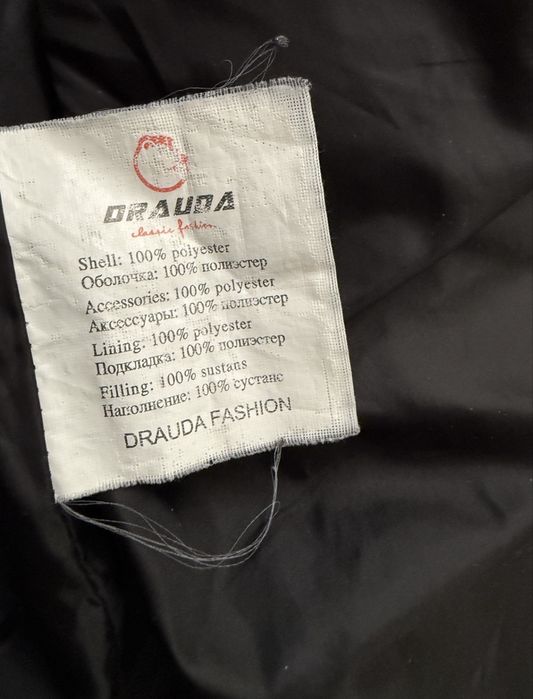 DRAUDA
classic fashion
Shell: 100% polyester
Оболочка: 100% полиэстер
Accessories: 100% polyester
Аксессуары: 100% полиэстер
Lining: 100% polyester
Подкладка: 100% полиэстер
Filling: 100% sustans
Наполнение: 100% сустанс
DRAUDA FASHION